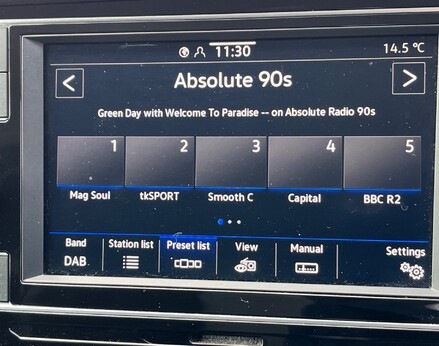 11:30 14.5°C
Absolute 90s
Green Day with Welcome To Paradise -- on Absolute Radio 90s
1 2 3 4 5
Mag Soul tkSPORT Smooth C Capital BBC R2
Band Station list Preset list View Manual Settings
DAB